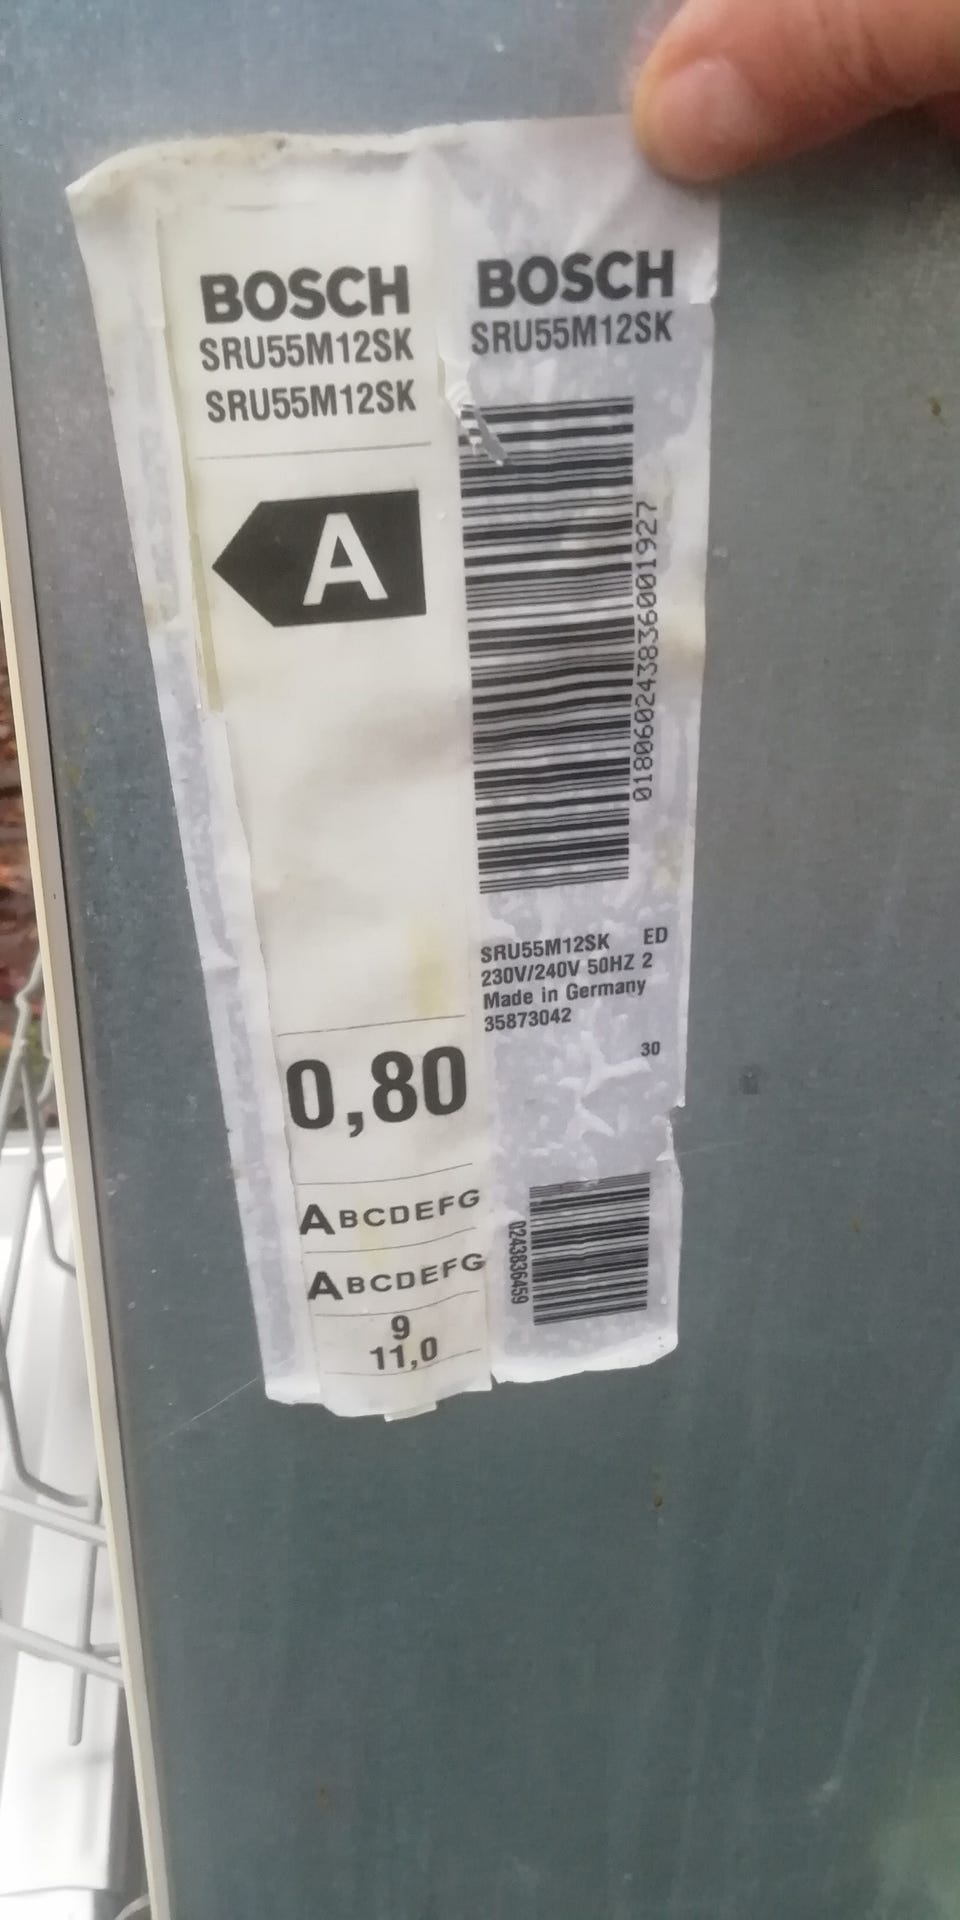 BOSCH
SRU55M12SK
SRU55M12SK
A
0,80
ABCDEFG
ABCDEFG
9
11,0
BOSCH
SRU55M12SK
018060243836001927
SRU55M12SK ED
230V/240V 50HZ 2
Made in Germany
35873042
30
0243836459